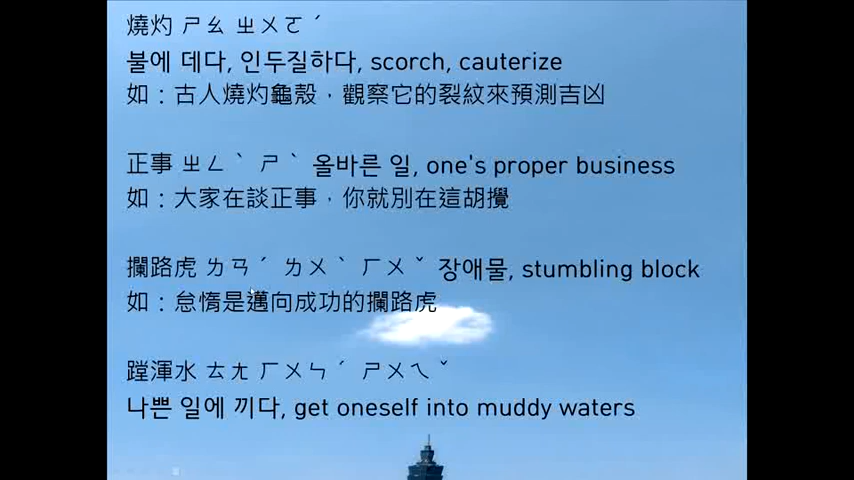 燒灼 ㄕㄠ ㄓㄨㄛˊ
불에 데다, 인두질하다, scorch, cauterize
如：古人燒灼龜殼，觀察它的裂紋來預測吉凶
正事 ㄓㄥˋ ㄕˋ 올바른 일, one's proper business
如：大家在談正事，你就別在這胡攪
攔路虎 ㄌㄢˊ ㄌㄨˋ ㄏㄨˇ 장애물, stumbling block
如：怠惰是邁向成功的攔路虎
蹚渾水 ㄊㄤ ㄏㄨㄣˊ ㄕㄨㄟˇ
나쁜 일에 끼다, get oneself into muddy waters